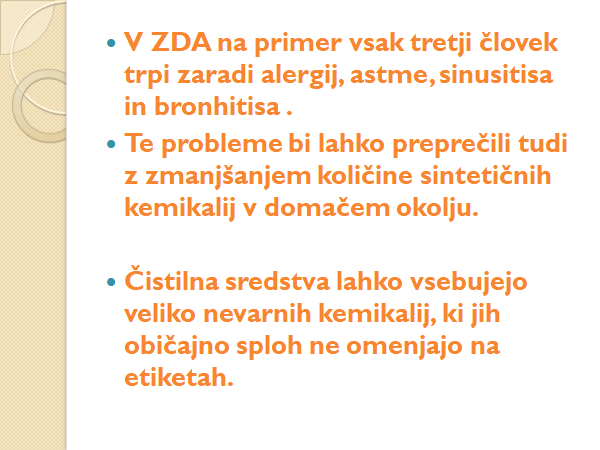 • V ZDA na primer vsak tretji človek
trpi zaradi alergij, astme, sinusitisa
in bronhitisa .
• Te probleme bi lahko preprečili tudi
z zmanjšanjem količine sintetičnih
kemikalij v domačem okolju.
• Čistilna sredstva lahko vsebujejo
veliko nevarnih kemikalij, ki jih
običajno sploh ne omenjajo na
etiketah.